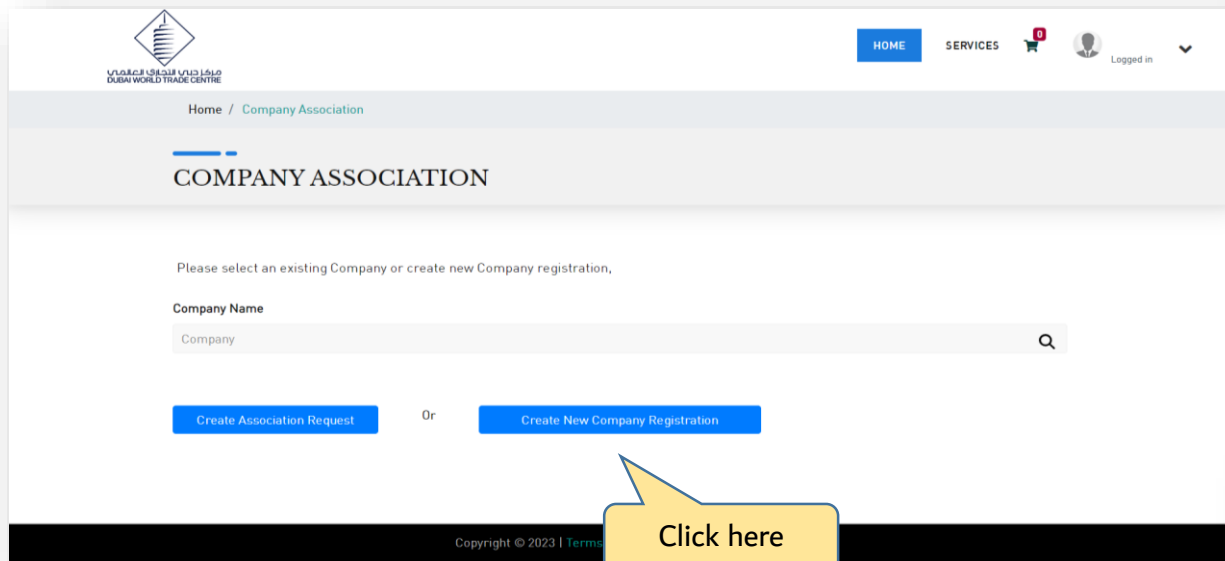 مركز دبي التجاري العالمي
DUBAI WORLD TRADE CENTRE
HOME
SERVICES
0
Logged in
Home / Company Association
COMPANY ASSOCIATION
Please select an existing Company or create new Company registration,
Company Name
Company
Create Association Request
Or
Create New Company Registration
Click here
Copyright © 2023 | Terms